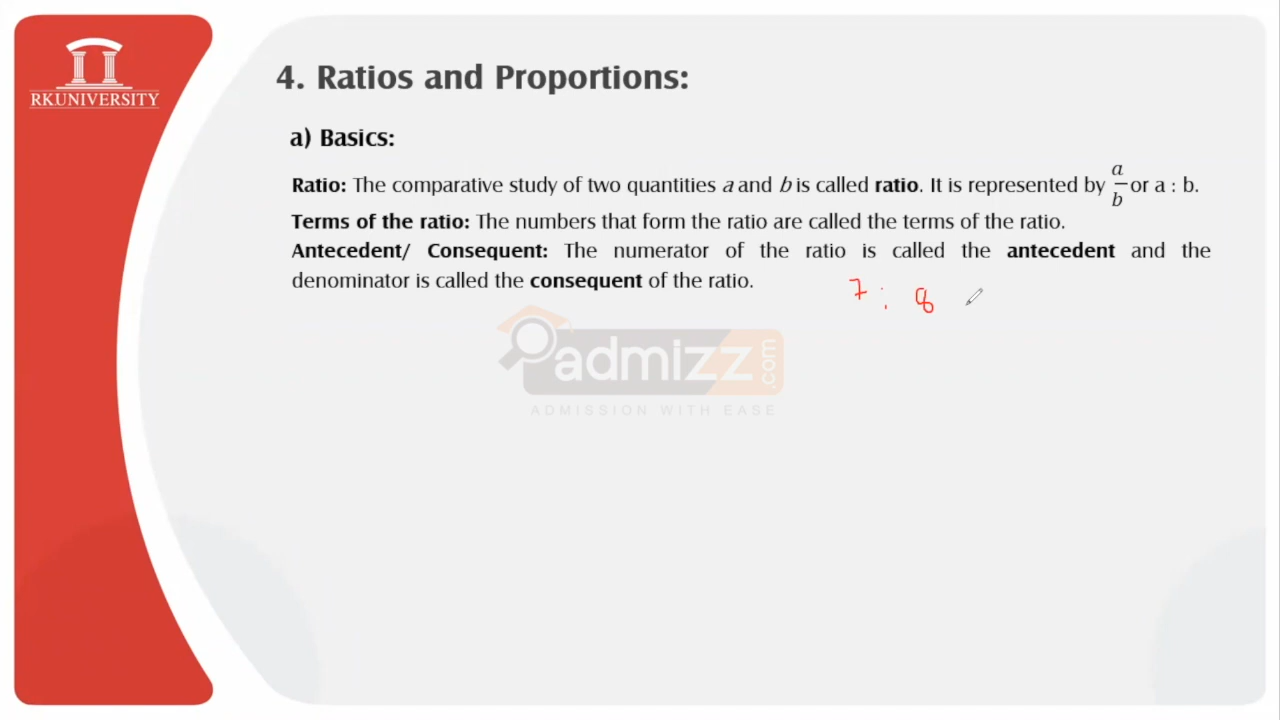 RKUNIVERSITY
4. Ratios and Proportions:
a) Basics:
Ratio: The comparative study of two quantities a and b is called ratio. It is represented by a/b or a : b.
Terms of the ratio: The numbers that form the ratio are called the terms of the ratio.
Antecedent/ Consequent: The numerator of the ratio is called the antecedent and the
denominator is called the consequent of the ratio.
7 : 8
admizz.com
ADMISSION WITH EASE